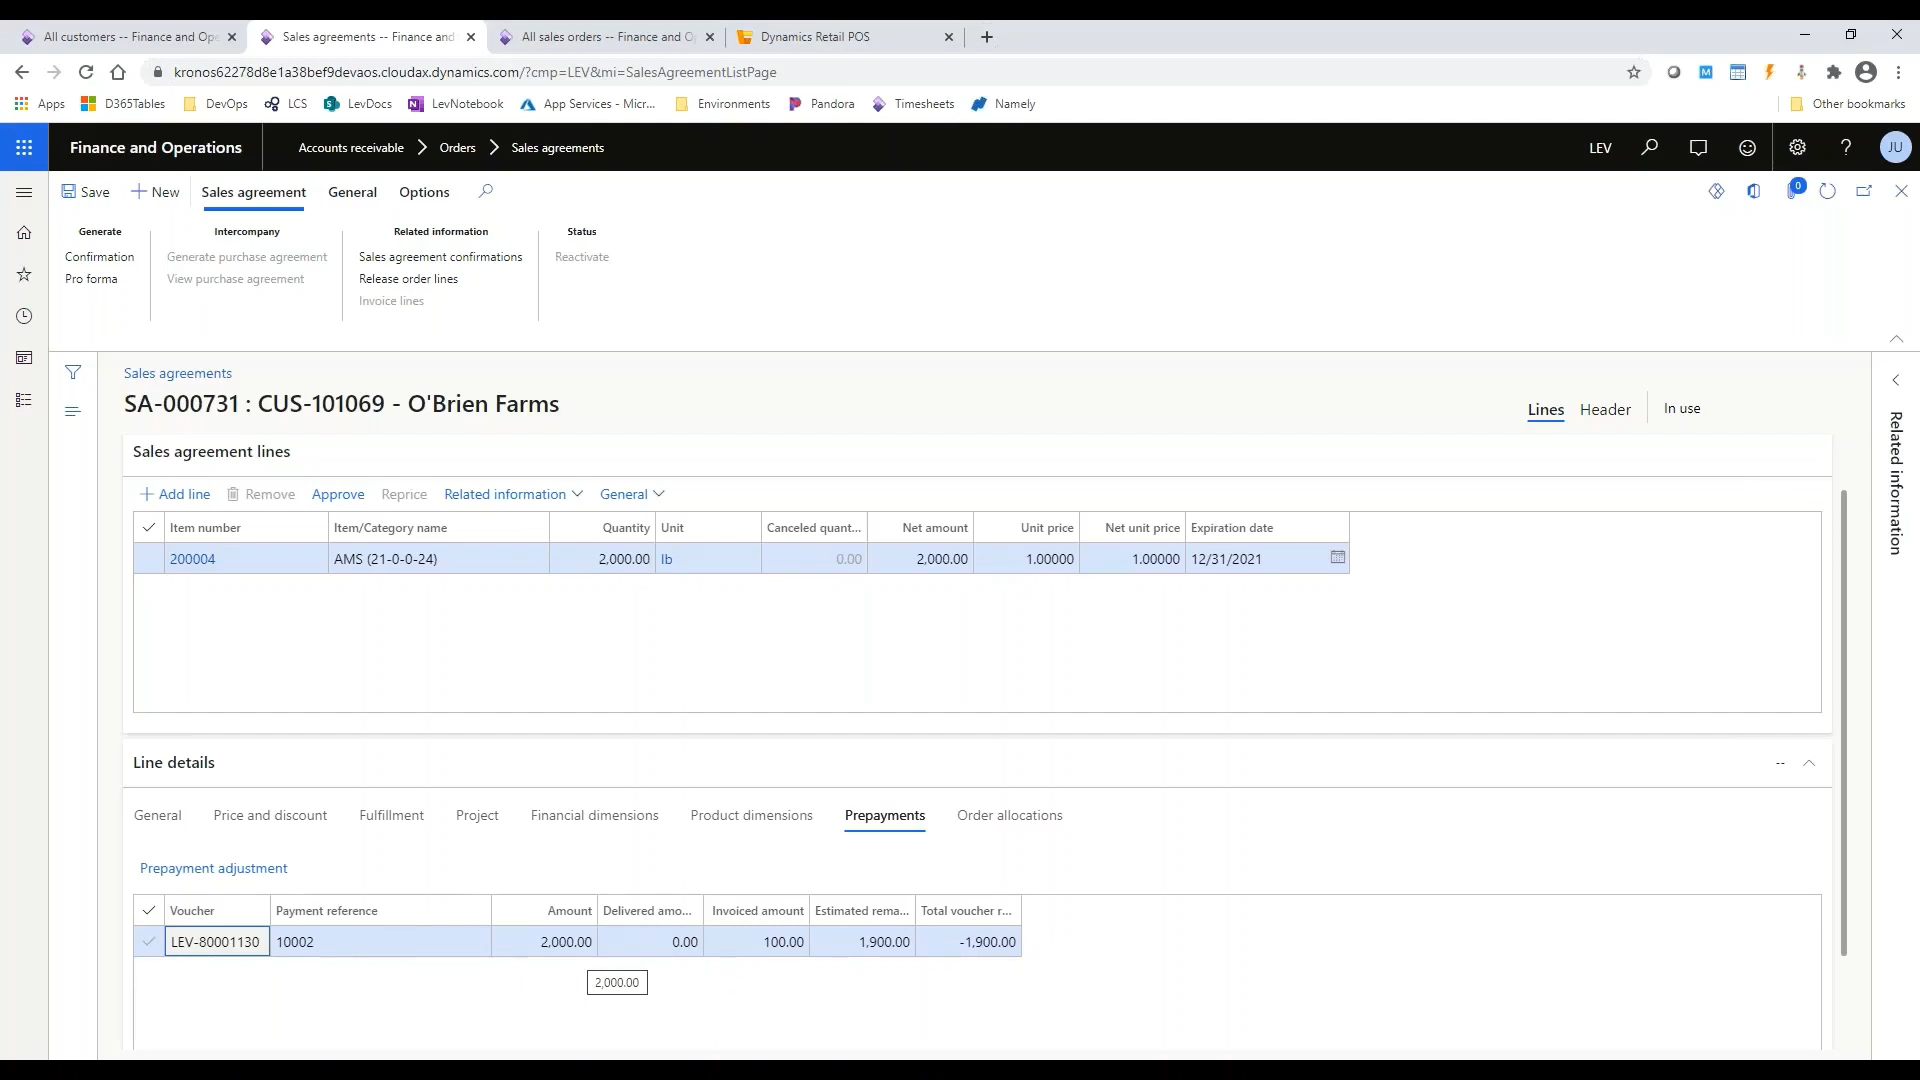 All customers -- Finance and Ope
Sales agreements -- Finance and
All sales orders -- Finance and O
Dynamics Retail POS
kronos62278d8e1a38bef9devaos.cloudax.dynamics.com/?cmp=LEV&mi=SalesAgreementListPage
Apps D365Tables DevOps LCS LevDocs LevNotebook App Services - Micr... Environments Pandora Timesheets Namely Other bookmarks
Finance and Operations Accounts receivable Orders Sales agreements LEV ? JU
Save New Sales agreement General Options 0
Generate Intercompany Related information Status
Confirmation Generate purchase agreement Sales agreement confirmations Reactivate
Pro forma View purchase agreement Release order lines
Invoice lines
Sales agreements
SA-000731 : CUS-101069 - O'Brien Farms
Lines Header In use
Related information
Sales agreement lines
Add line Remove Approve Reprice Related information General
Item number Item/Category name Quantity Unit Canceled quant... Net amount Unit price Net unit price Expiration date
200004 AMS (21-0-0-24) 2,000.00 lb 0.00 2,000.00 1.00000 1.00000 12/31/2021
Line details --
General Price and discount Fulfillment Project Financial dimensions Product dimensions Prepayments Order allocations
Prepayment adjustment
Voucher Payment reference Amount Delivered amo... Invoiced amount Estimated rema... Total voucher r...
LEV-80001130 10002 2,000.00 0.00 100.00 1,900.00 -1,900.00
2,000.00